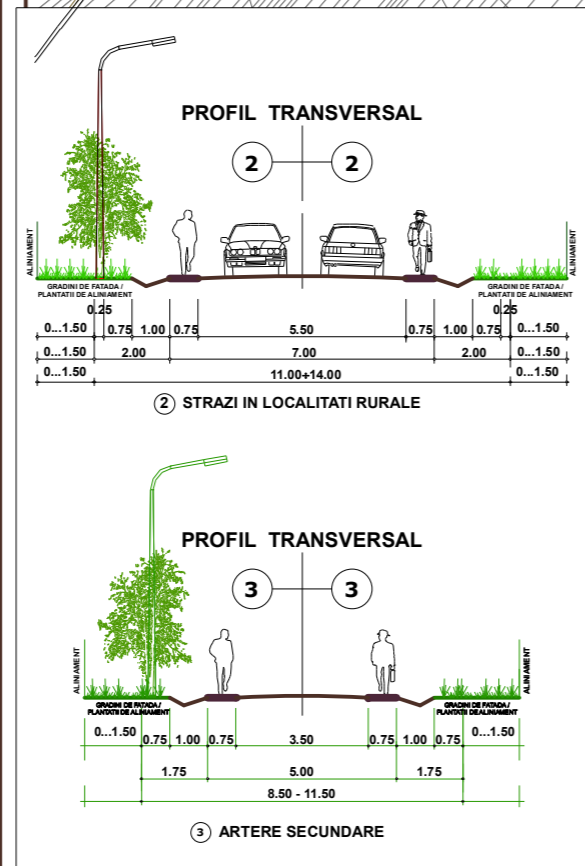 PROFIL TRANSVERSAL
2 2
ALINIAMENT
ALINIAMENT
GRADINI DE FATADA / PLANTATII DE ALINIAMENT
GRADINI DE FATADA / PLANTATII DE ALINIAMENT
0.25 0.25
0...1.50 0.75 1.00 0.75 5.50 0.75 1.00 0.75 0...1.50
0...1.50 2.00 7.00 2.00 0...1.50
0...1.50 11.00+14.00 0...1.50
2 STRAZI IN LOCALITATI RURALE
PROFIL TRANSVERSAL
3 3
ALINIAMENT
ALINIAMENT
GRADINI DE FATADA / PLANTATII DE ALINIAMENT
GRADINI DE FATADA / PLANTATII DE ALINIAMENT
0...1.50 0.75 1.00 0.75 3.50 0.75 1.00 0.75 0...1.50
1.75 5.00 1.75
8.50 - 11.50
3 ARTERE SECUNDARE